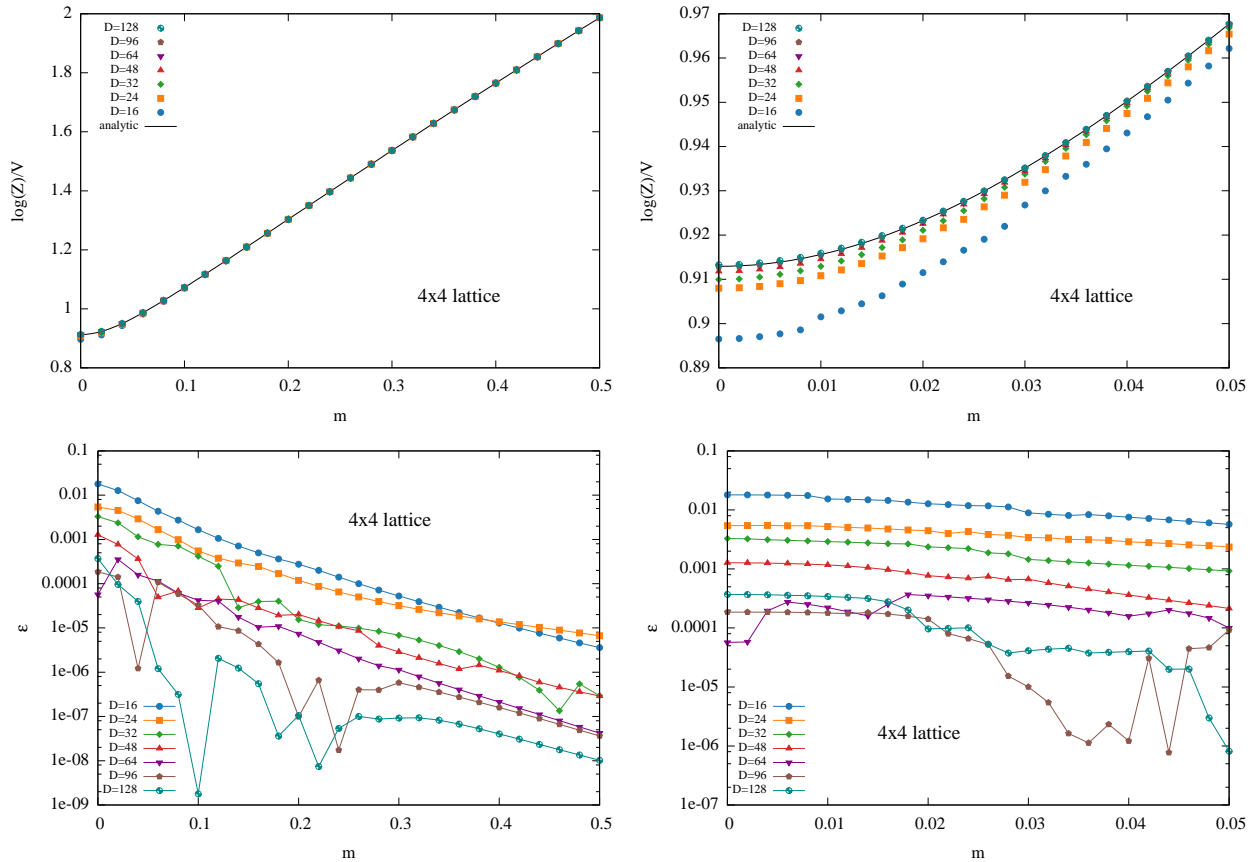 2
1.8
1.6
1.4
1.2
1
0.8
log(Z)/V
D=128
D=96
D=64
D=48
D=32
D=24
D=16
analytic
4x4 lattice
0 0.1 0.2 0.3 0.4 0.5
m
0.97
0.96
0.95
0.94
0.93
0.92
0.91
0.9
0.89
log(Z)/V
D=128
D=96
D=64
D=48
D=32
D=24
D=16
analytic
4x4 lattice
0 0.01 0.02 0.03 0.04 0.05
m
0.1
0.01
0.001
0.0001
1e-05
1e-06
1e-07
1e-08
1e-09
ε
4x4 lattice
D=16
D=24
D=32
D=48
D=64
D=96
D=128
0 0.1 0.2 0.3 0.4 0.5
m
0.1
0.01
0.001
0.0001
1e-05
1e-06
1e-07
ε
D=16
D=24
D=32
D=48
D=64
D=96
D=128
4x4 lattice
0 0.01 0.02 0.03 0.04 0.05
m